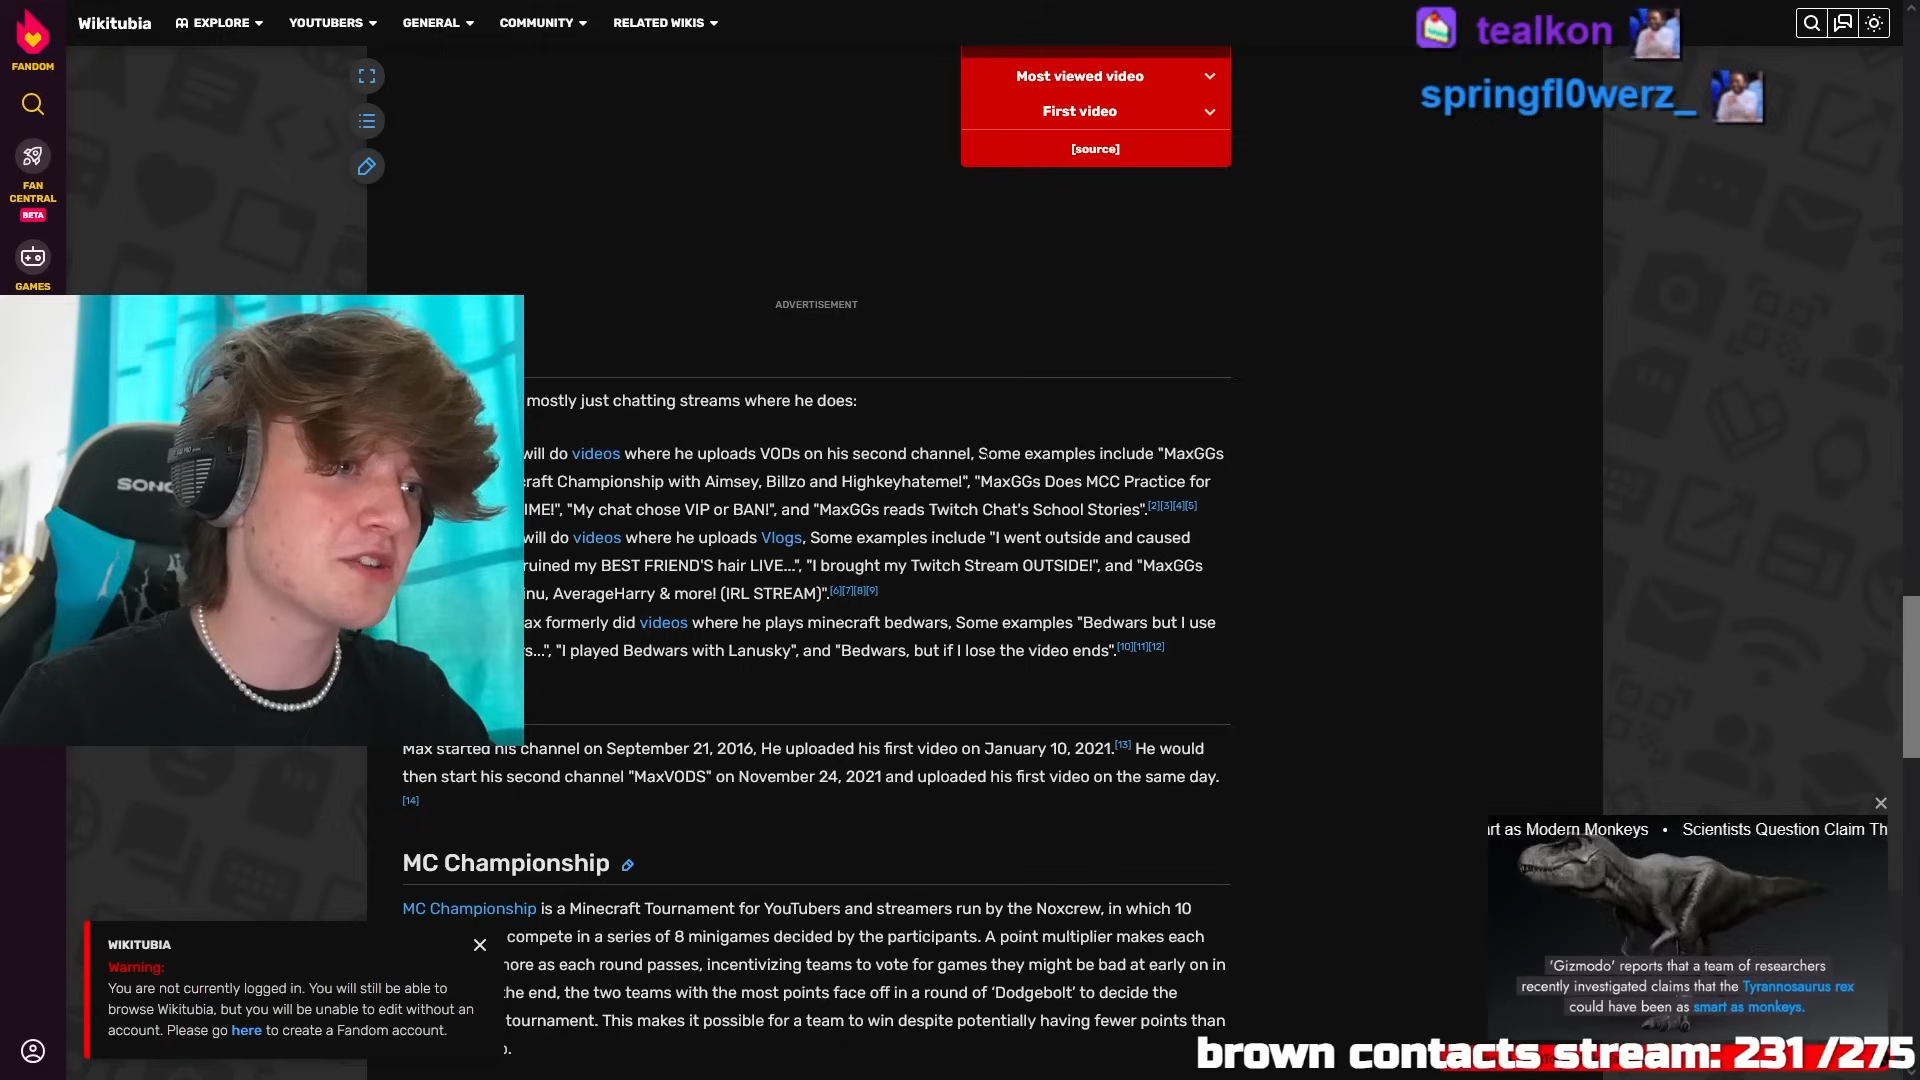 FANDOM
FAN
CENTRAL
BETA
GAMES
Wikitubia
EXPLORE
YOUTUBERS
GENERAL
COMMUNITY
RELATED WIKIS
tealkon
springfl0werz_
Most viewed video
First video
[source]
ADVERTISEMENT
SONG
mostly just chatting streams where he does:
will do videos where he uploads VODs on his second channel, Some examples include "MaxGGs
Championship with Aimsey, Billzo and Highkeyhateme!", "MaxGGs Does MCC Practice for
"My chat chose VIP or BAN!", and "MaxGGs reads Twitch Chat's School Stories".[2][3][4][5]
will do videos where he uploads Vlogs, Some examples include "I went outside and caused
ruined my BEST FRIEND'S hair LIVE...", "I brought my Twitch Stream OUTSIDE!", and "MaxGGs
AverageHarry & more! (IRL STREAM)".[6][7][8][9]
formerly did videos where he plays minecraft bedwars, Some examples "Bedwars but I use
"I played Bedwars with Lanusky", and "Bedwars, but if I lose the video ends".[10][11][12]
Max started his channel on September 21, 2016, He uploaded his first video on January 10, 2021.[13] He would
then start his second channel "MaxVODS" on November 24, 2021 and uploaded his first video on the same day.
[14]
MC Championship
MC Championship is a Minecraft Tournament for YouTubers and streamers run by the Noxcrew, in which 10
compete in a series of 8 minigames decided by the participants. A point multiplier makes each
more as each round passes, incentivizing teams to vote for games they might be bad at early on in
the end, the two teams with the most points face off in a round of 'Dodgebolt' to decide the
tournament. This makes it possible for a team to win despite potentially having fewer points than
WIKITUBIA
Warning:
You are not currently logged in. You will still be able to
browse Wikitubia, but you will be unable to edit without an
account. Please go here to create a Fandom account.
as Modern Monkeys • Scientists Question Claim Th
'Gizmodo' reports that a team of researchers
recently investigated claims that the Tyrannosaurus rex
could have been as smart as monkeys.
brown contacts stream: 231 /275